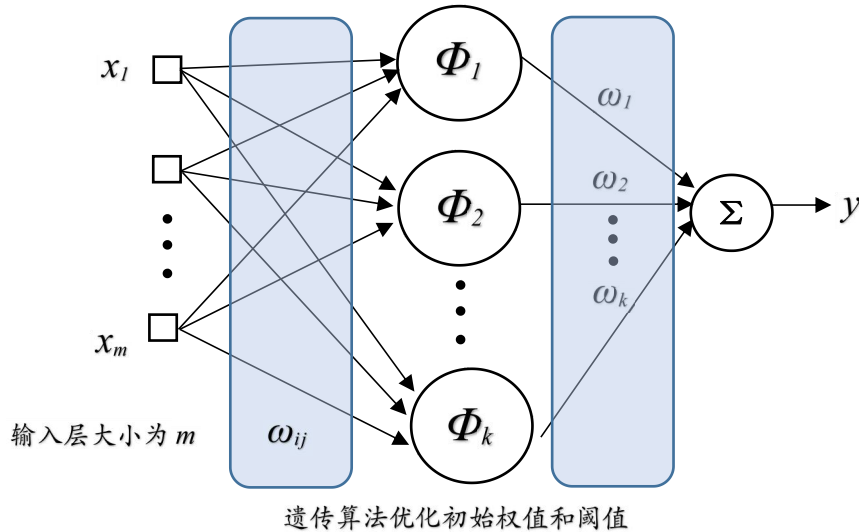 x1
Φ1
ω1
Φ2
ω2
Σ
y
ωk
xm
Φk
输入层大小为 m
ωij
遗传算法优化初始权值和阈值